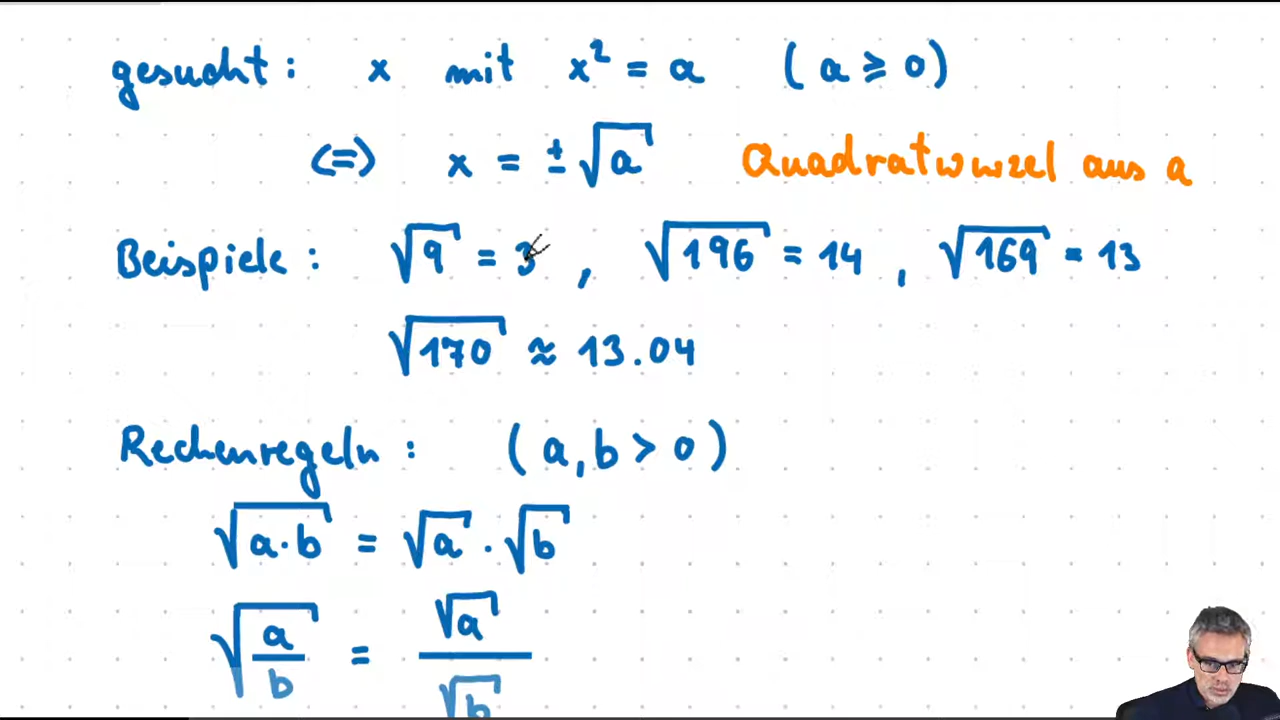 gesucht: x mit x² = a (a ≥ 0)
<=> x = ±√a Quadratwurzel aus a
Beispiele: √9 = 3, √196 = 14, √169 = 13
√170 ≈ 13.04
Rechenregeln: (a, b > 0)
√(a·b) = √a · √b
√(a/b) = √a / √b